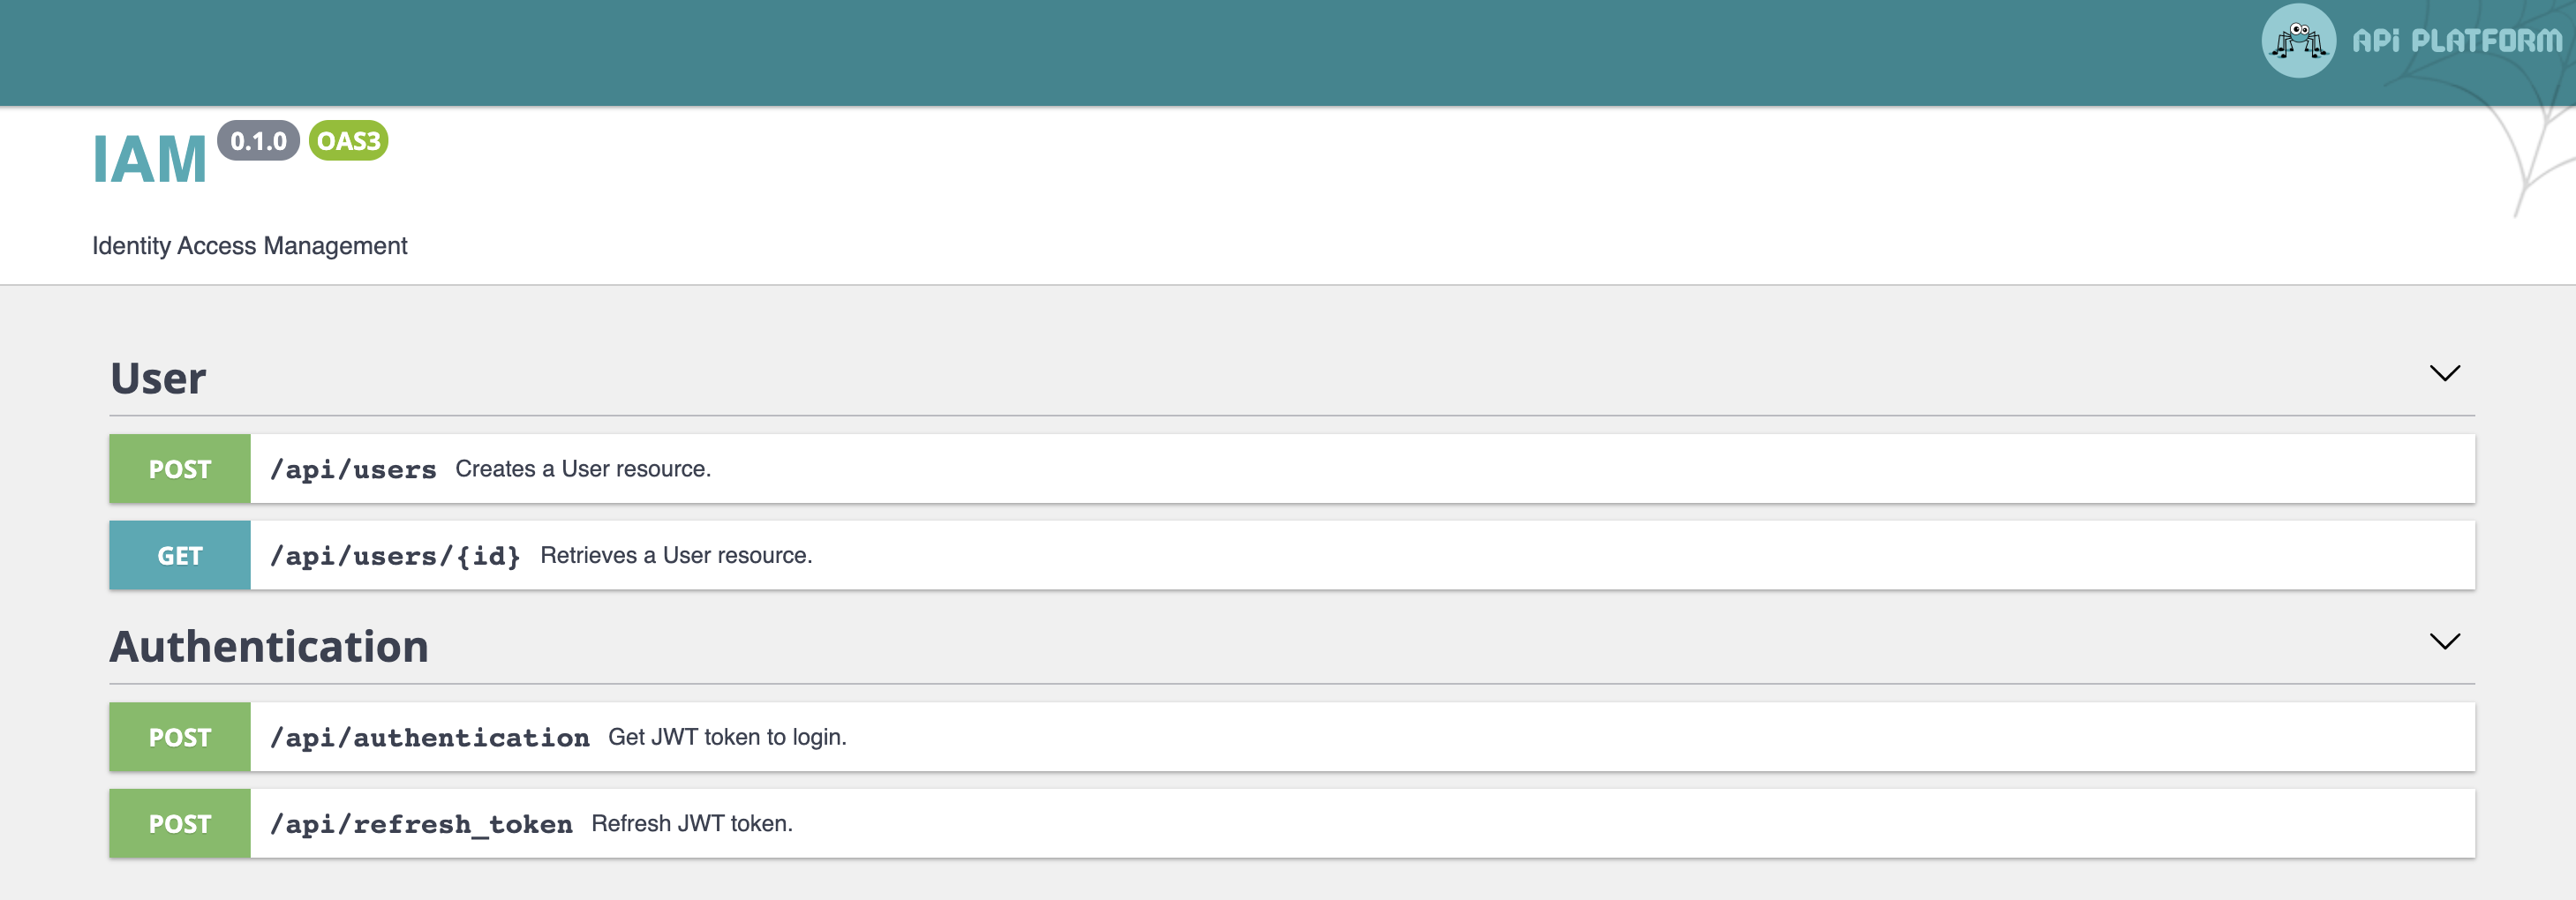 APi PLATFORM
IAM 0.1.0 OAS3
Identity Access Management
User
POST /api/users Creates a User resource.
GET /api/users/{id} Retrieves a User resource.
Authentication
POST /api/authentication Get JWT token to login.
POST /api/refresh_token Refresh JWT token.